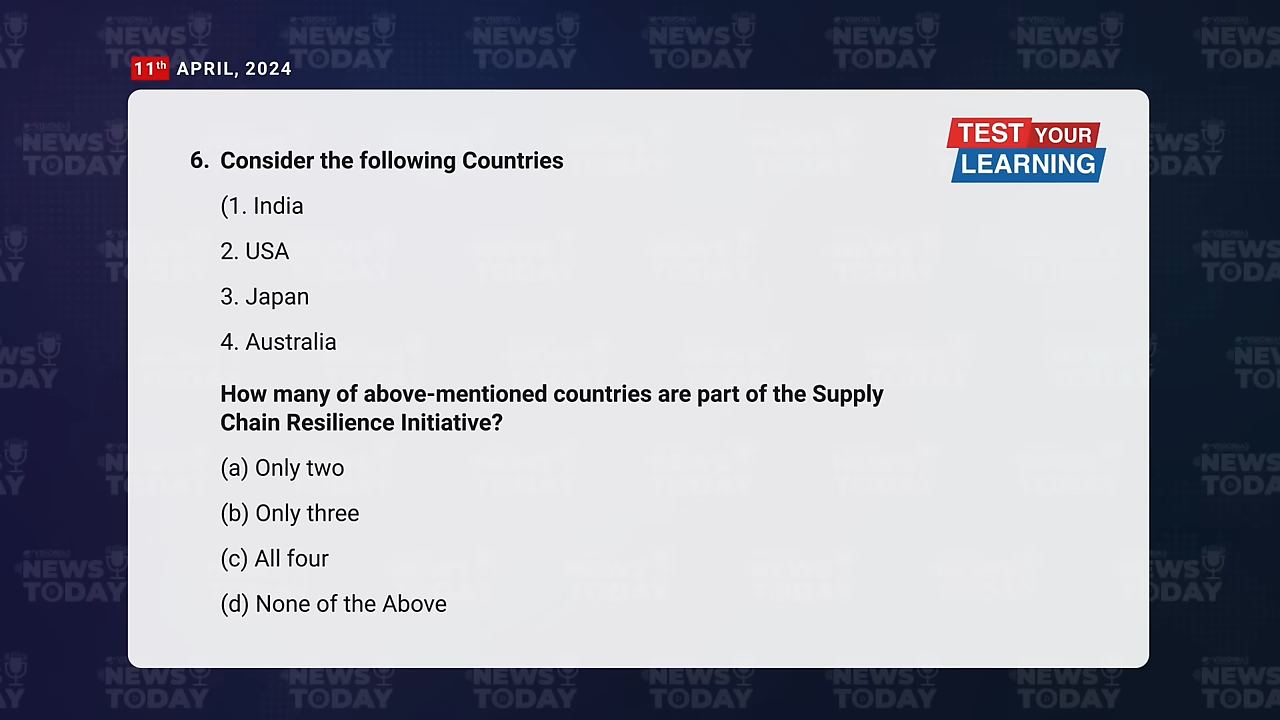 11th APRIL, 2024
TEST YOUR
LEARNING
6. Consider the following Countries
(1. India
2. USA
3. Japan
4. Australia
How many of above-mentioned countries are part of the Supply
Chain Resilience Initiative?
(a) Only two
(b) Only three
(c) All four
(d) None of the Above
NEWS
TODAY